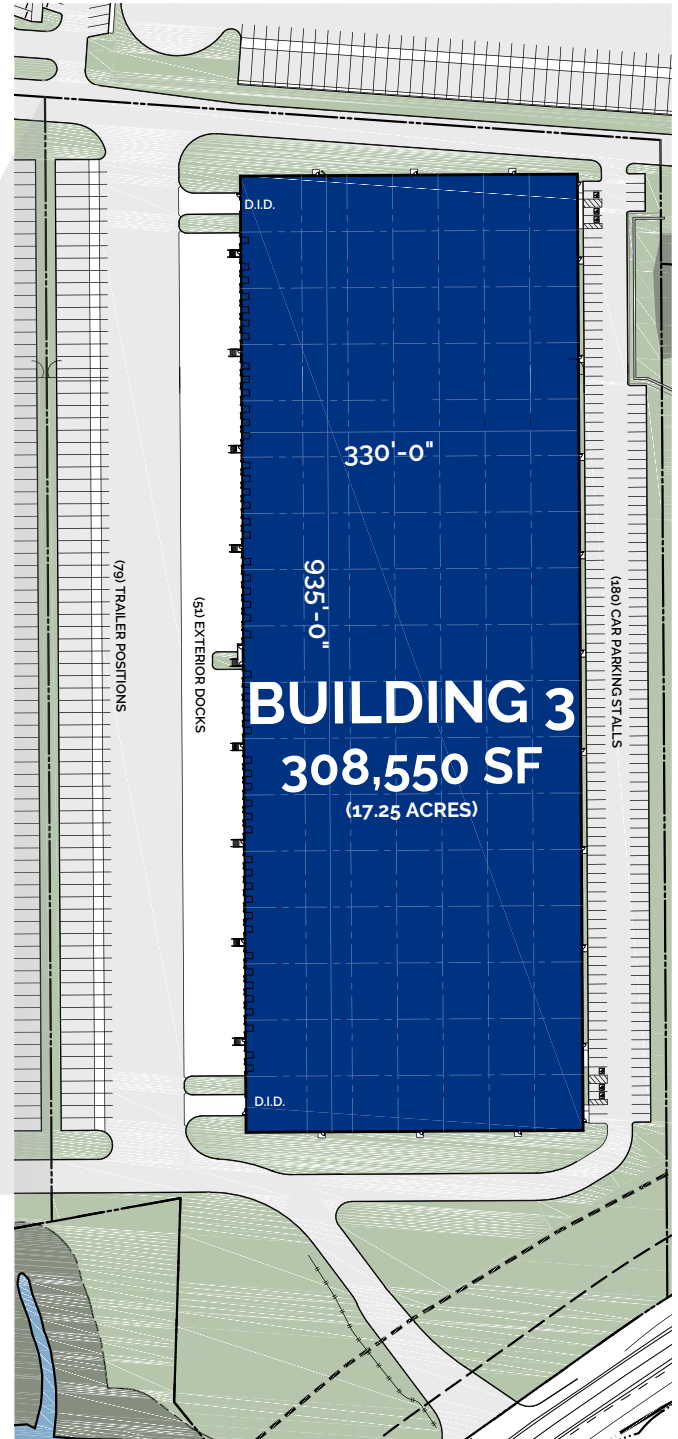 D.I.D.
330'-0"
935'-0"
(79) TRAILER POSITIONS
(51) EXTERIOR DOCKS
(180) CAR PARKING STALLS
BUILDING 3
308,550 SF
(17.25 ACRES)
D.I.D.